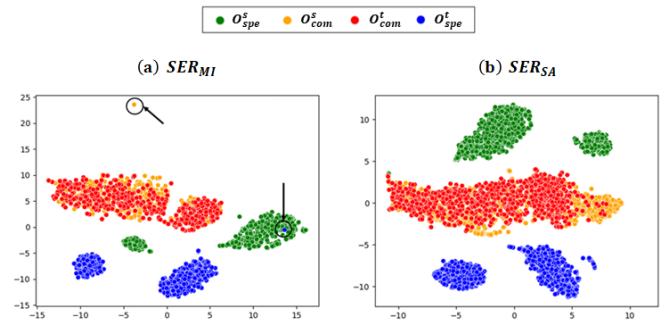 O^s_spe O^s_com O^t_com O^t_spe
(a) SER_MI
(b) SER_SA
25
20
15
10
5
0
−5
−10
−15
−15 −10 −5 0 5 10 15
10
5
0
−5
−10
−10 −5 0 5 10